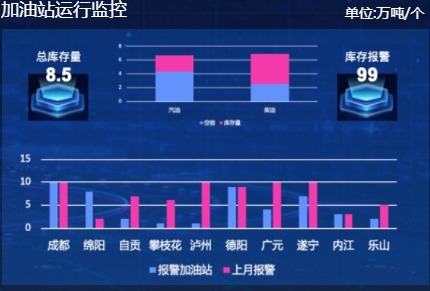 加油站运行监控
单位:万吨/个
总库存量
8.5
库存报警
99
8
6
4
2
0
汽油 柴油
空容 库存量
15
10
5
0
成都 绵阳 自贡 攀枝花 泸州 德阳 广元 遂宁 内江 乐山
报警加油站 上月报警